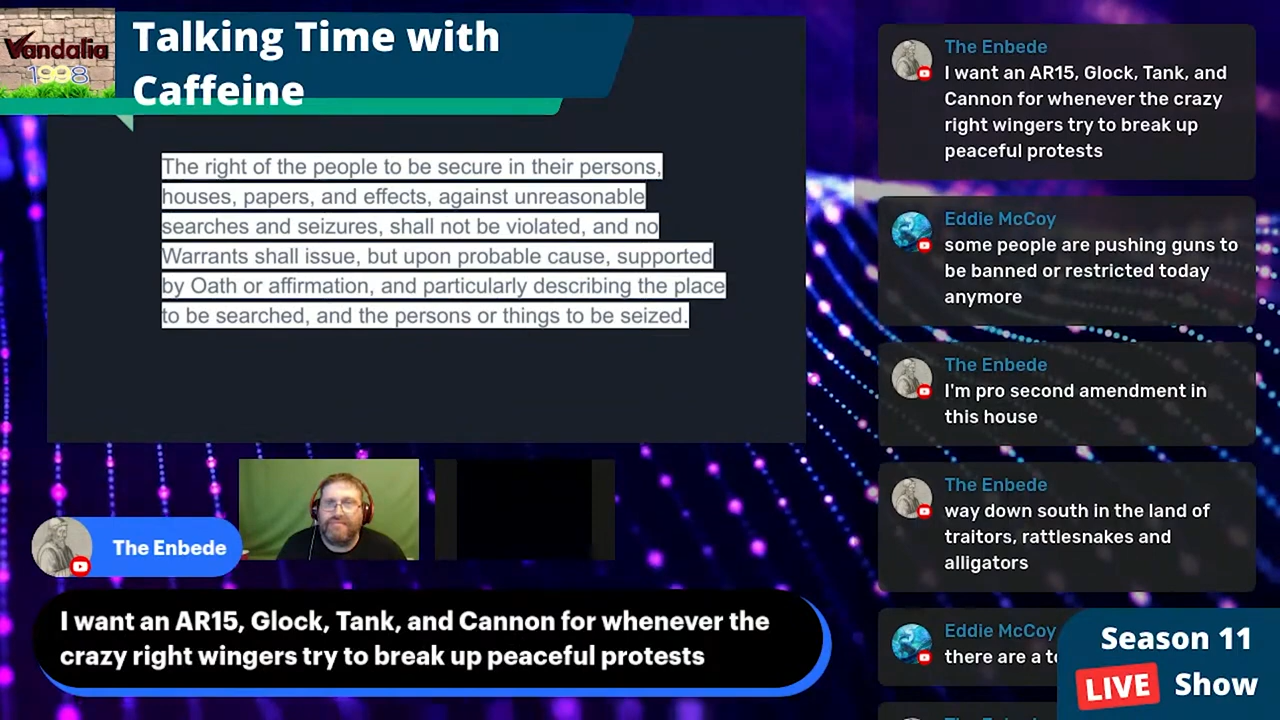 Vandalia
1998
Talking Time with
Caffeine
The right of the people to be secure in their persons,
houses, papers, and effects, against unreasonable
searches and seizures, shall not be violated, and no
Warrants shall issue, but upon probable cause, supported
by Oath or affirmation, and particularly describing the place
to be searched, and the persons or things to be seized.
The Enbede
I want an AR15, Glock, Tank, and Cannon for whenever the
crazy right wingers try to break up peaceful protests
The Enbede
I want an AR15, Glock, Tank, and
Cannon for whenever the crazy
right wingers try to break up
peaceful protests
Eddie McCoy
some people are pushing guns to
be banned or restricted today
anymore
The Enbede
I'm pro second amendment in
this house
The Enbede
way down south in the land of
traitors, rattlesnakes and
alligators
Eddie McCoy
there are a
Season 11
LIVE Show